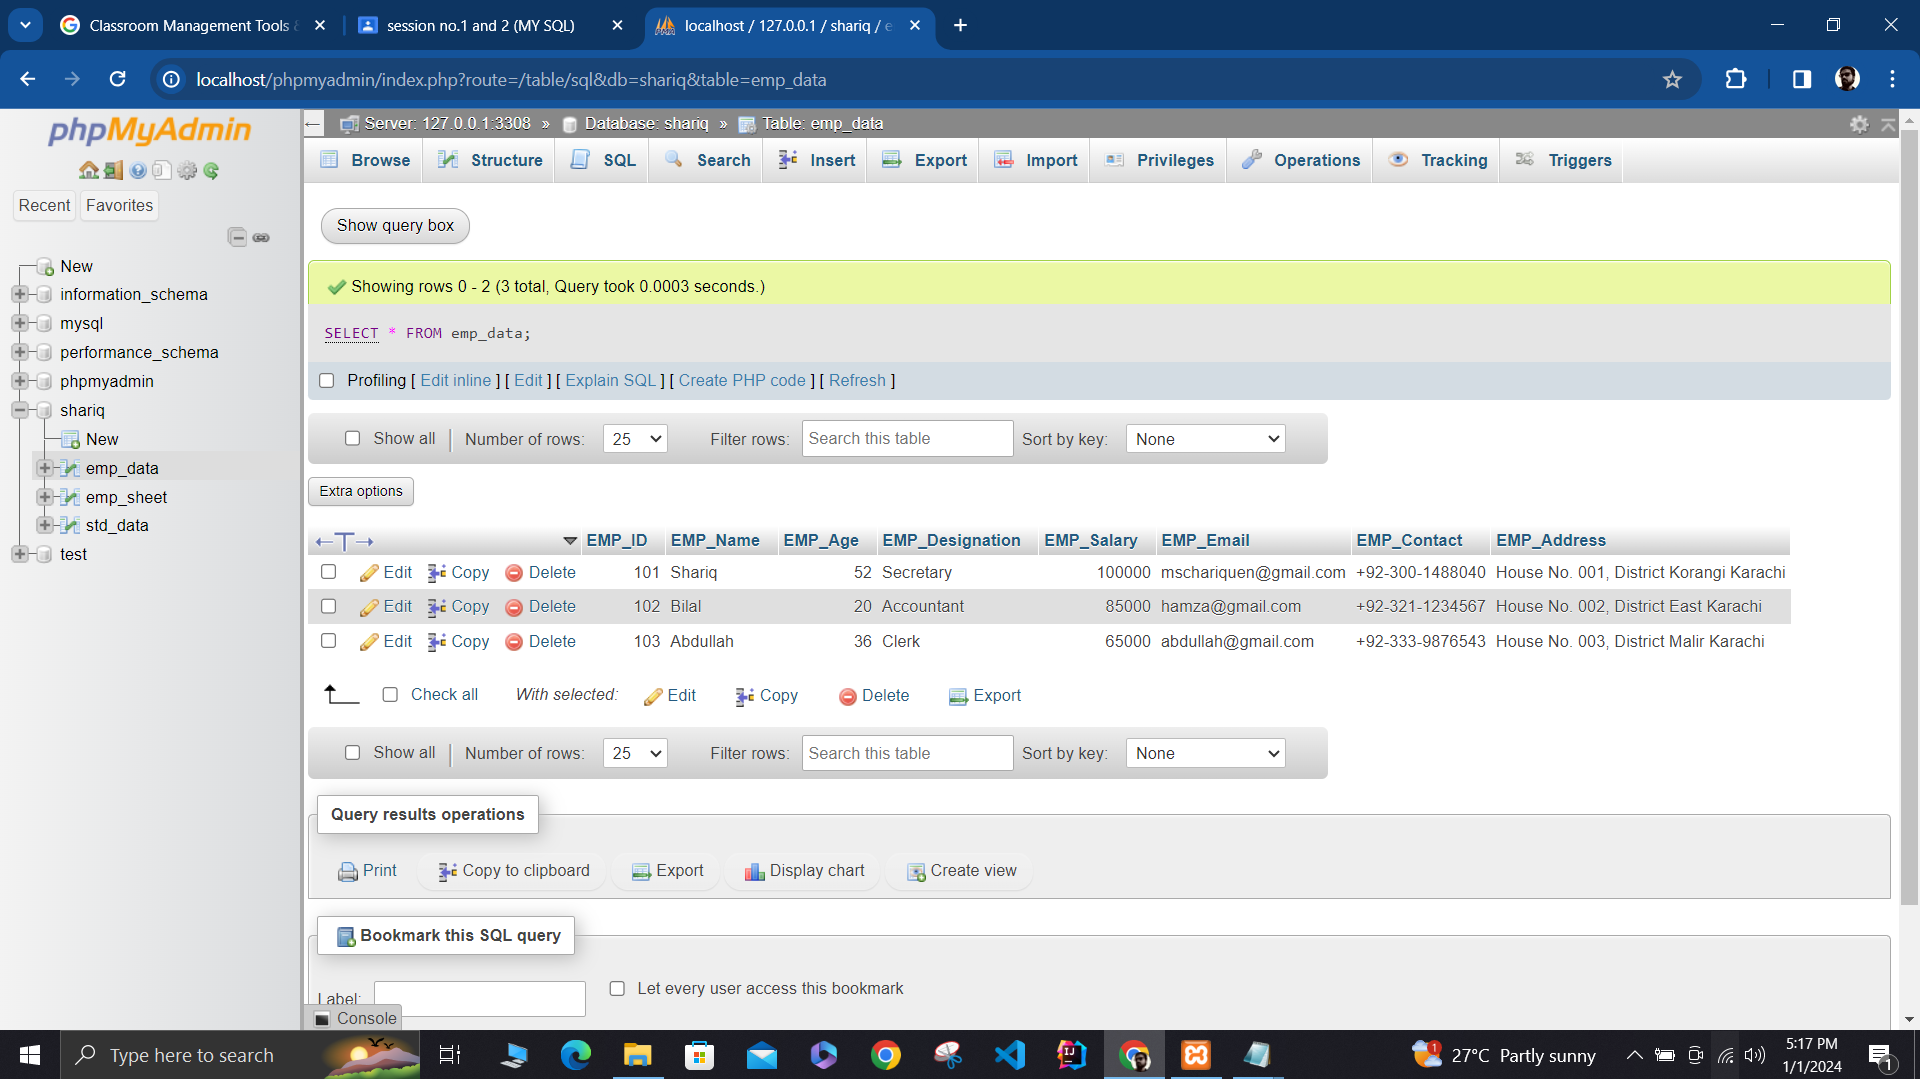 Classroom Management Tools &
session no.1 and 2 (MY SQL)
localhost / 127.0.0.1 / shariq / e
localhost/phpmyadmin/index.php?route=/table/sql&db=shariq&table=emp_data
phpMyAdmin
Recent Favorites
New
information_schema
mysql
performance_schema
phpmyadmin
shariq
New
emp_data
emp_sheet
std_data
test
Server: 127.0.0.1:3308 » Database: shariq » Table: emp_data
Browse Structure SQL Search Insert Export Import Privileges Operations Tracking Triggers
Show query box
Showing rows 0 - 2 (3 total, Query took 0.0003 seconds.)
SELECT * FROM emp_data;
Profiling [ Edit inline ] [ Edit ] [ Explain SQL ] [ Create PHP code ] [ Refresh ]
Show all Number of rows: 25 Filter rows: Search this table Sort by key: None
Extra options
EMP_ID EMP_Name EMP_Age EMP_Designation EMP_Salary EMP_Email EMP_Contact EMP_Address
Edit Copy Delete 101 Shariq 52 Secretary 100000 mschariquen@gmail.com +92-300-1488040 House No. 001, District Korangi Karachi
Edit Copy Delete 102 Bilal 20 Accountant 85000 hamza@gmail.com +92-321-1234567 House No. 002, District East Karachi
Edit Copy Delete 103 Abdullah 36 Clerk 65000 abdullah@gmail.com +92-333-9876543 House No. 003, District Malir Karachi
Check all With selected: Edit Copy Delete Export
Show all Number of rows: 25 Filter rows: Search this table Sort by key: None
Query results operations
Print Copy to clipboard Export Display chart Create view
Bookmark this SQL query
Label: Let every user access this bookmark
Console
Type here to search
27°C Partly sunny
5:17 PM
1/1/2024
1